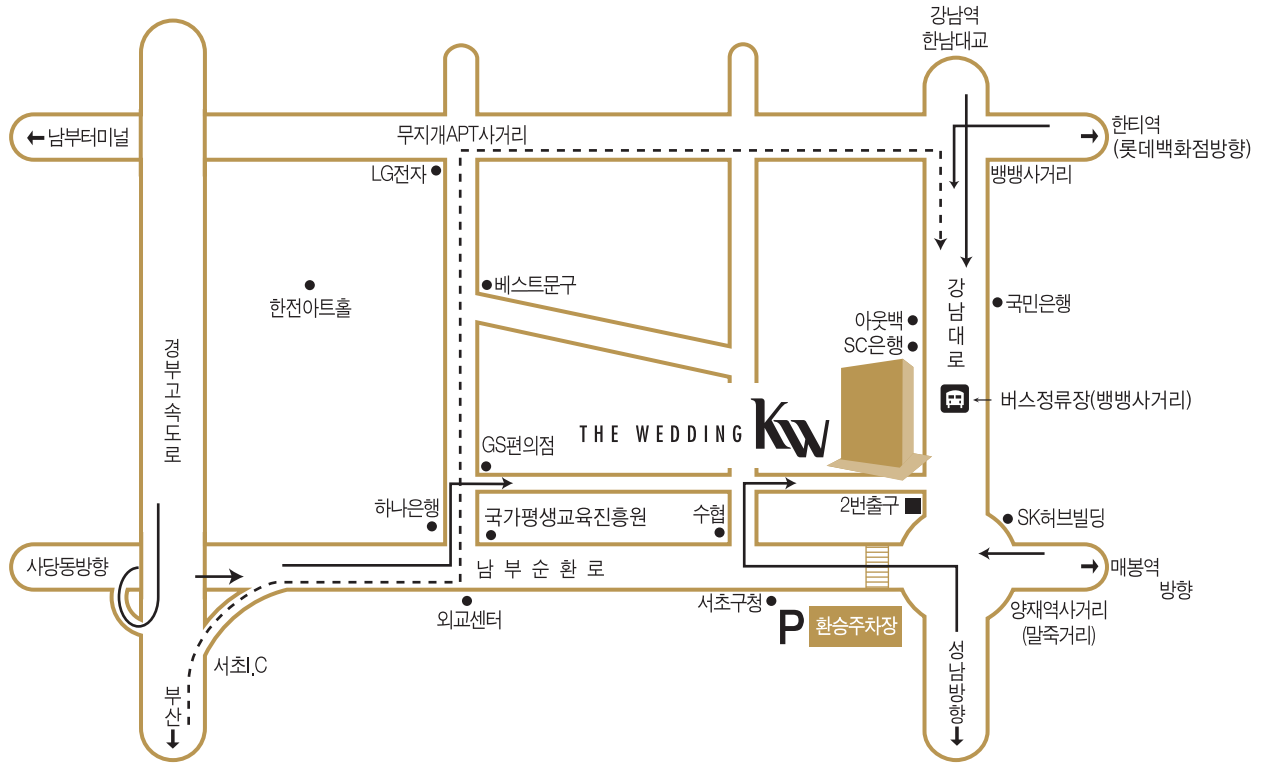 강남역
한남대교
남부터미널
무지개APT사거리
한티역
(롯데백화점방향)
LG전자
뱅뱅사거리
한전아트홀
베스트문구
강남대로
국민은행
아웃백
SC은행
경부고속도로
버스정류장(뱅뱅사거리)
THE WEDDING KW
GS편의점
하나은행
국가평생교육진흥원
수협
2번출구
SK허브빌딩
사당동방향
남부순환로
매봉역
방향
외교센터
서초구청
P 환승주차장
양재역사거리
(말죽거리)
서초I.C
부산
성남방향